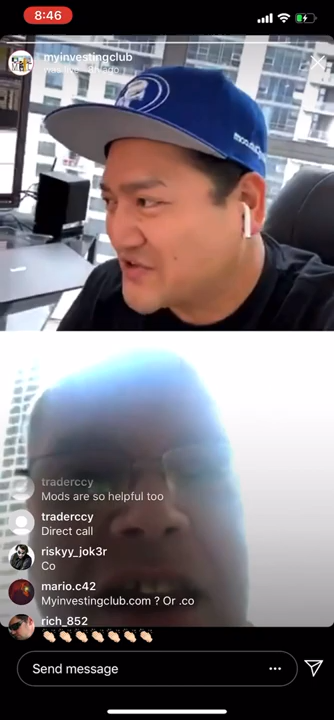 8:46
myinvestingclub
traderccy
Mods are so helpful too
traderccy
Direct call
riskyy_jok3r
Co
mario.c42
Myinvestingclub.com ? Or .co
rich_852
👏🏻👏🏻👏🏻👏🏻👏🏻👏🏻👏🏻
Send message